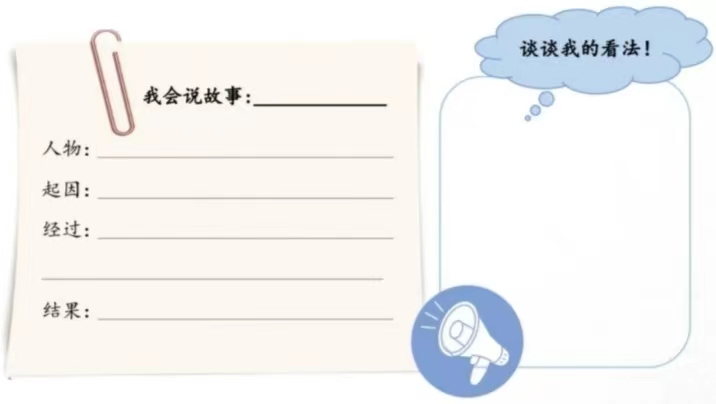 谈谈我的看法！
我会说故事：
人物：
起因：
经过：
结果：